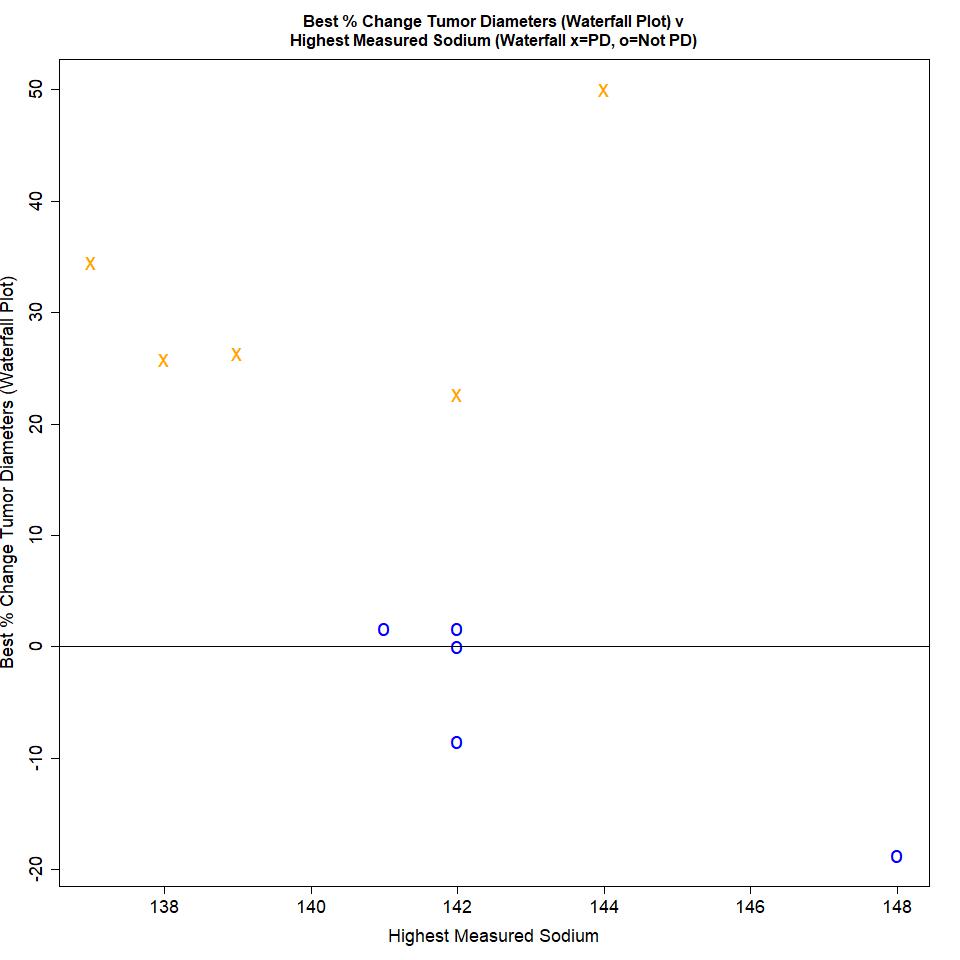 Best % Change Tumor Diameters (Waterfall Plot) v
Highest Measured Sodium (Waterfall x=PD, o=Not PD)
Best % Change Tumor Diameters (Waterfall Plot)
50
40
30
20
10
0
-10
-20
X
X
X
X
X
O
O
O
O
O
138
140
142
144
146
148
Highest Measured Sodium